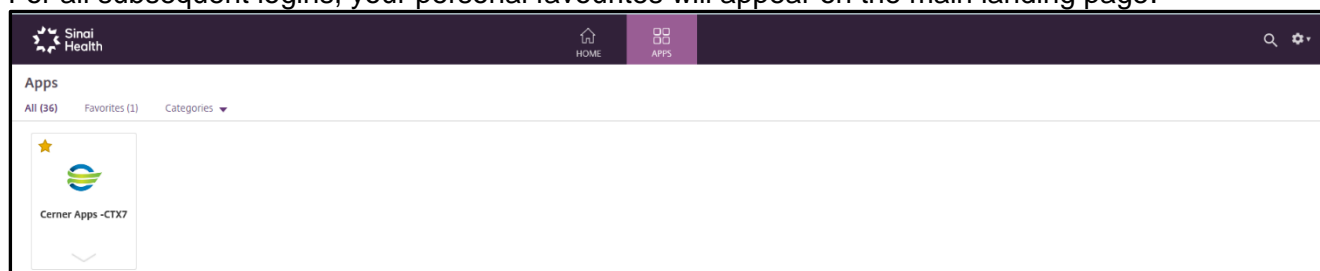 For all subsequent logins, your personal favourites will appear on the main landing page.
Sinai
Health
HOME
APPS
Apps
All (36) Favorites (1) Categories
Cerner Apps -CTX7